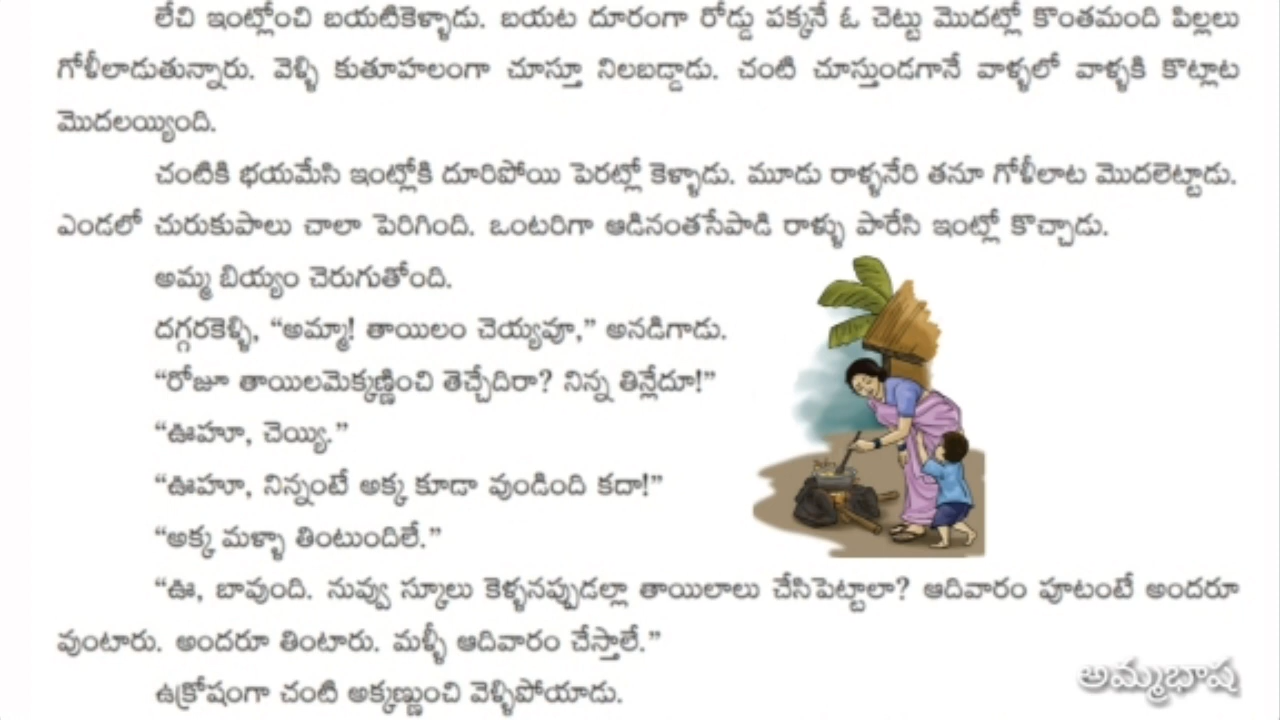 లేచి ఇంట్లోంచి బయటికెళ్ళాడు. బయట దూరంగా రోడ్డు పక్కనే ఓ చెట్టు మొదట్లో కొంతమంది పిల్లలు
గోళీలాడుతున్నారు. వెళ్ళి కుతూహలంగా చూస్తూ నిలబడ్డాడు. చంటి చూస్తుండగానే వాళ్ళలో వాళ్ళకి కొట్లాట
మొదలయ్యింది.
చంటికి భయమేసి ఇంట్లోకి దూరిపోయి పెరట్లో కెళ్ళాడు. మూడు రాళ్ళనేరి తనూ గోళీలాట మొదలెట్టాడు.
ఎండలో చురుకుపాలు చాలా పెరిగింది. ఒంటరిగా ఆడినంతసేపాడి రాళ్ళు పారేసి ఇంట్లో కొచ్చాడు.
అమ్మ బియ్యం చెరుగుతోంది.
దగ్గరకెళ్ళి, “అమ్మా! తాయిలం చెయ్యవూ,” అనడిగాడు.
“రోజూ తాయిలమెక్కణ్ణించి తెచ్చేదిరా? నిన్న తిన్లేదూ!”
“ఊహూ, చెయ్యి.”
“ఊహూ, నిన్నంటే అక్క కూడా వుండింది కదా!”
“అక్క మళ్ళా తింటుందిలే.”
“ఊ, బావుంది. నువ్వు స్కూలు కెళ్ళనప్పుడల్లా తాయిలాలు చేసిపెట్టాలా? ఆదివారం పూటంటే అందరూ
వుంటారు. అందరూ తింటారు. మళ్ళీ ఆదివారం చేస్తాలే.”
ఉక్రోషంగా చంటి అక్కణ్ణుంచి వెళ్ళిపోయాడు.
అమ్మభాష